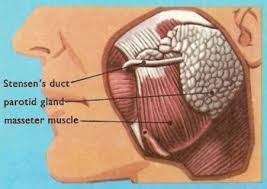 Stensen's duct
parotid gland
masseter muscle